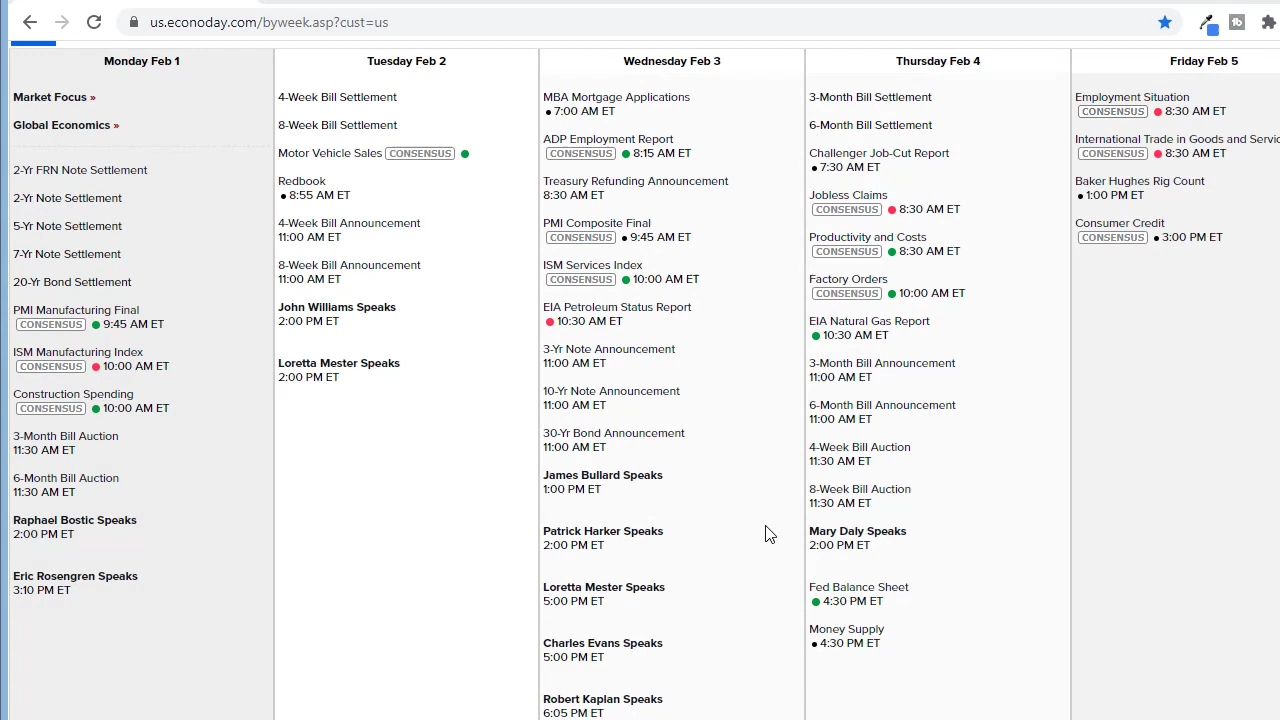 us.econoday.com/byweek.asp?cust=us
Monday Feb 1
Market Focus »
Global Economics »
2-Yr FRN Note Settlement
2-Yr Note Settlement
5-Yr Note Settlement
7-Yr Note Settlement
20-Yr Bond Settlement
PMI Manufacturing Final
CONSENSUS 9:45 AM ET
ISM Manufacturing Index
CONSENSUS 10:00 AM ET
Construction Spending
CONSENSUS 10:00 AM ET
3-Month Bill Auction
11:30 AM ET
6-Month Bill Auction
11:30 AM ET
Raphael Bostic Speaks
2:00 PM ET
Eric Rosengren Speaks
3:10 PM ET
Tuesday Feb 2
4-Week Bill Settlement
8-Week Bill Settlement
Motor Vehicle Sales CONSENSUS
Redbook
8:55 AM ET
4-Week Bill Announcement
11:00 AM ET
8-Week Bill Announcement
11:00 AM ET
John Williams Speaks
2:00 PM ET
Loretta Mester Speaks
2:00 PM ET
Wednesday Feb 3
MBA Mortgage Applications
7:00 AM ET
ADP Employment Report
CONSENSUS 8:15 AM ET
Treasury Refunding Announcement
8:30 AM ET
PMI Composite Final
CONSENSUS 9:45 AM ET
ISM Services Index
CONSENSUS 10:00 AM ET
EIA Petroleum Status Report
10:30 AM ET
3-Yr Note Announcement
11:00 AM ET
10-Yr Note Announcement
11:00 AM ET
30-Yr Bond Announcement
11:00 AM ET
James Bullard Speaks
1:00 PM ET
Patrick Harker Speaks
2:00 PM ET
Loretta Mester Speaks
5:00 PM ET
Charles Evans Speaks
5:00 PM ET
Robert Kaplan Speaks
6:05 PM ET
Thursday Feb 4
3-Month Bill Settlement
6-Month Bill Settlement
Challenger Job-Cut Report
7:30 AM ET
Jobless Claims
CONSENSUS 8:30 AM ET
Productivity and Costs
CONSENSUS 8:30 AM ET
Factory Orders
CONSENSUS 10:00 AM ET
EIA Natural Gas Report
10:30 AM ET
3-Month Bill Announcement
11:00 AM ET
6-Month Bill Announcement
11:00 AM ET
4-Week Bill Auction
11:30 AM ET
8-Week Bill Auction
11:30 AM ET
Mary Daly Speaks
2:00 PM ET
Fed Balance Sheet
4:30 PM ET
Money Supply
4:30 PM ET
Friday Feb 5
Employment Situation
CONSENSUS 8:30 AM ET
International Trade in Goods and Servic
CONSENSUS 8:30 AM ET
Baker Hughes Rig Count
1:00 PM ET
Consumer Credit
CONSENSUS 3:00 PM ET